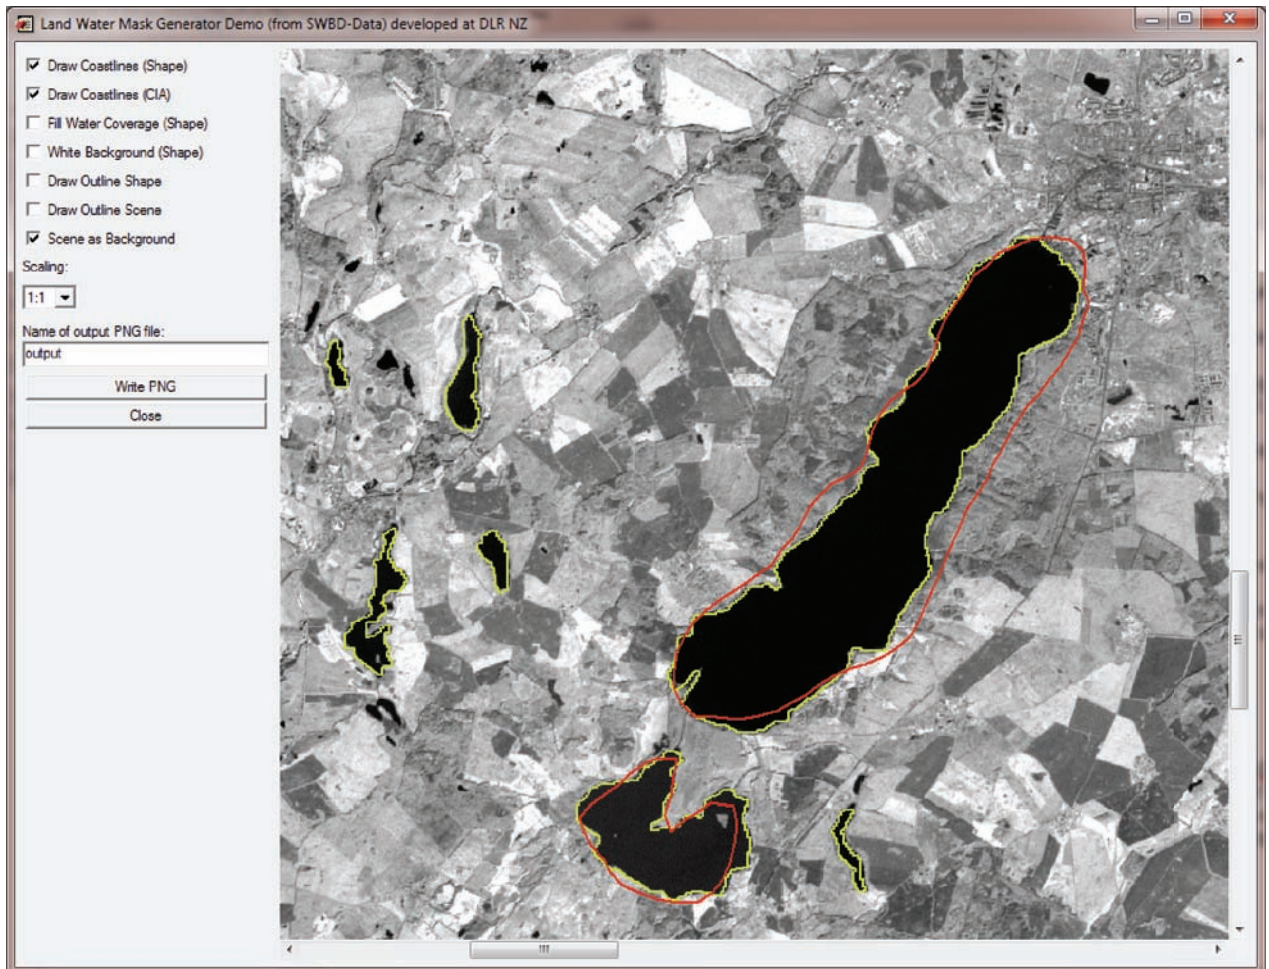 Land Water Mask Generator Demo (from SWBD-Data) developed at DLR NZ
Draw Coastlines (Shape)
Draw Coastlines (CIA)
Fill Water Coverage (Shape)
White Background (Shape)
Draw Outline Shape
Draw Outline Scene
Scene as Background
Scaling:
1:1
Name of output PNG file:
output
Write PNG
Close